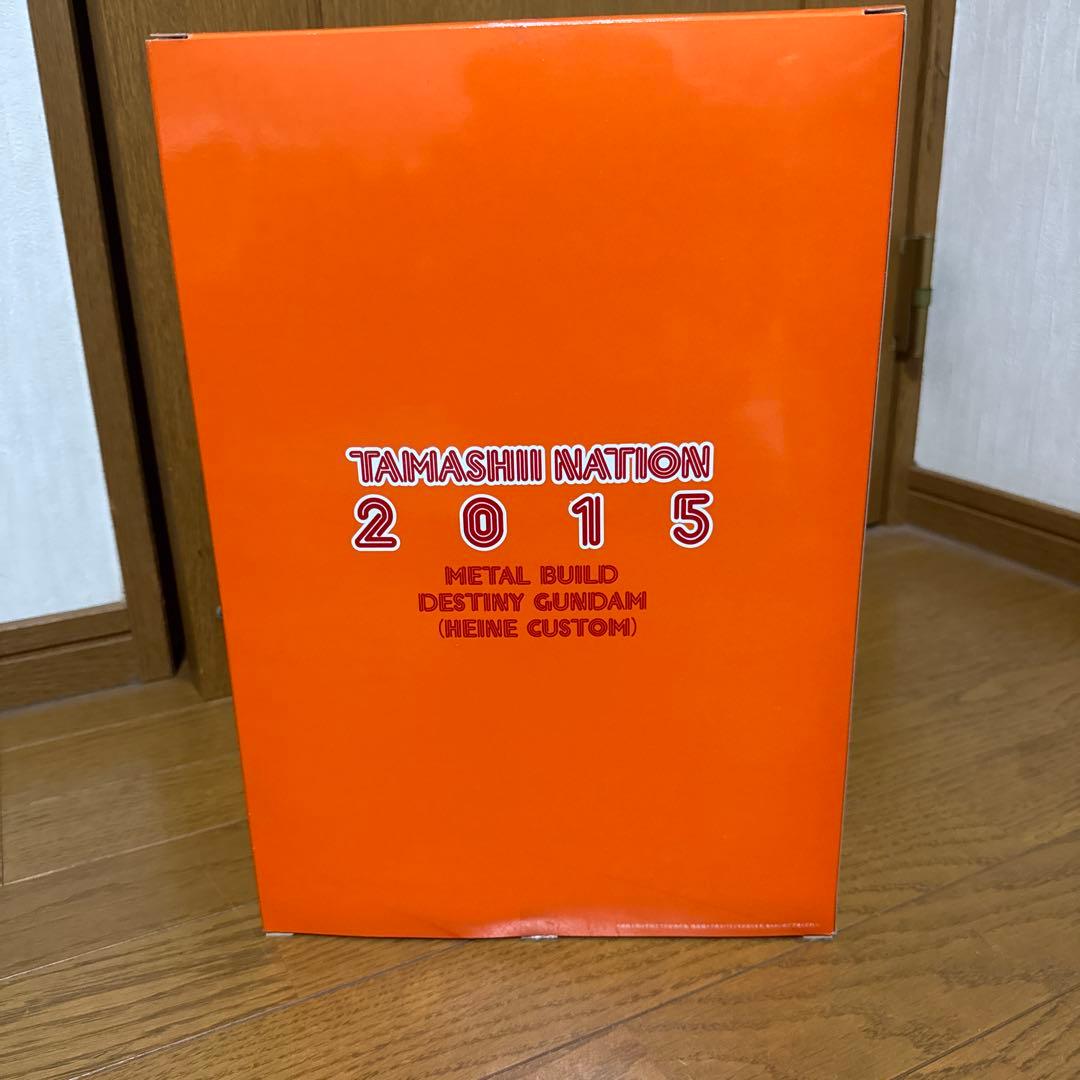 TAMASHII NATION
2015
METAL BUILD
DESTINY GUNDAM
(HEINE CUSTOM)